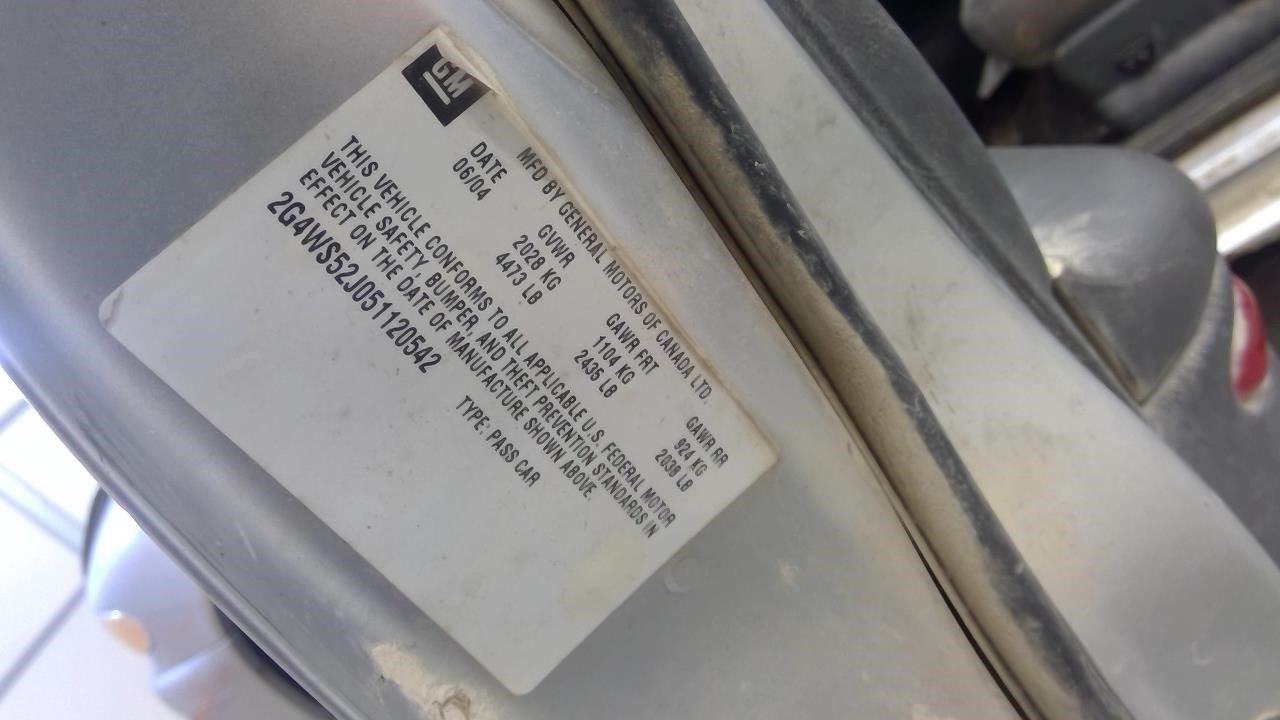 GM
MFD BY GENERAL MOTORS OF CANADA LTD.
DATE GVWR GAWR FRT GAWR RR
06/04 2028 KG 1104 KG 924 KG
4473 LB 2435 LB 2038 LB
THIS VEHICLE CONFORMS TO ALL APPLICABLE U.S. FEDERAL MOTOR
VEHICLE SAFETY, BUMPER, AND THEFT PREVENTION STANDARDS IN
EFFECT ON THE DATE OF MANUFACTURE SHOWN ABOVE
2G4WS52J051120542 TYPE: PASS CAR